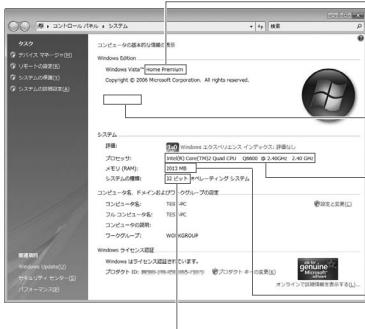 コントロール パネル ▸ システム
検索
タスク
デバイス マネージャ(M)
リモートの設定(R)
システムの保護(T)
システムの詳細設定(A)
コンピュータの基本的な情報の表示
Windows Edition
Windows Vista™ Home Premium
Copyright © 2006 Microsoft Corporation. All rights reserved.
システム
評価: Windows エクスペリエンス インデックス: 評価なし
プロセッサ: Intel(R) Core(TM)2 Quad CPU Q6600 @ 2.40GHz 2.40 GHz
メモリ (RAM): 2013 MB
システムの種類: 32 ビット オペレーティング システム
コンピュータ名、ドメインおよびワークグループの設定
コンピュータ名: TES -PC
設定と変更(C)
フル コンピュータ名: TES -PC
コンピュータの説明:
ワークグループ: WO KGROUP
Windows ライセンス認証
Windows はライセンス認証されています。
プロダクト ID:
プロダクト キーの変更(K)
ask for
genuine
Microsoft
software
オンラインで詳細情報を表示する(L)...
関連項目
Windows Update(U)
セキュリティ センター(S)
パフォーマンス(P)